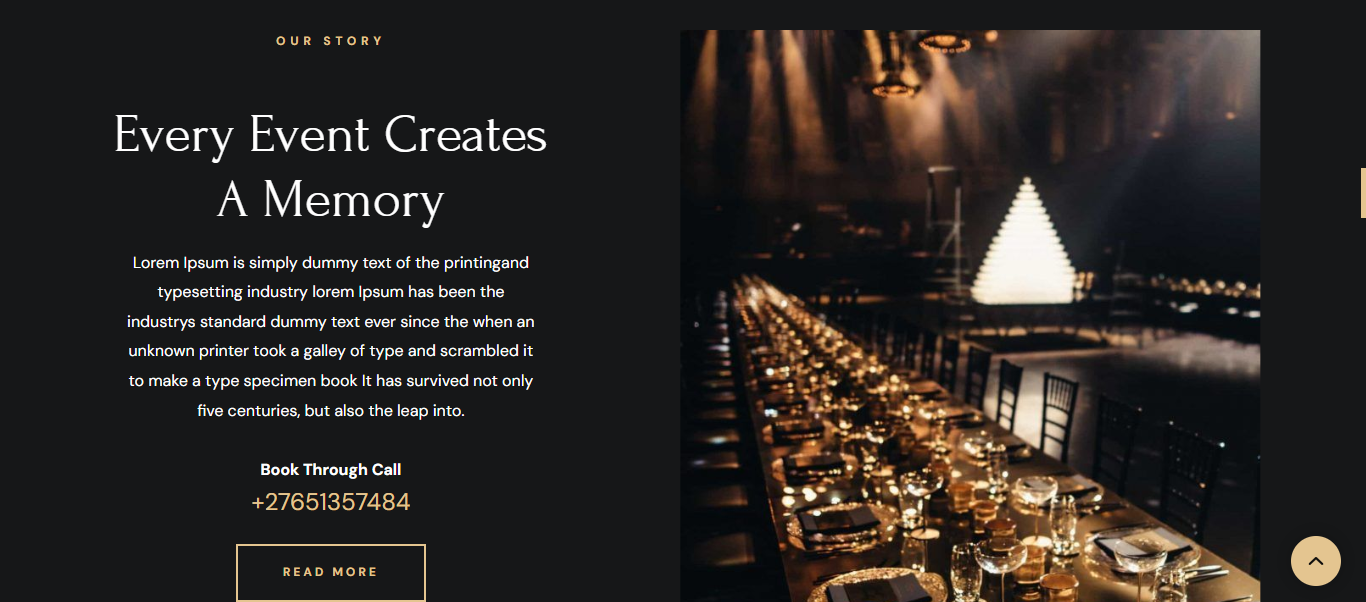 OUR STORY
Every Event Creates
A Memory
Lorem Ipsum is simply dummy text of the printingand
typesetting industry lorem Ipsum has been the
industrys standard dummy text ever since the when an
unknown printer took a galley of type and scrambled it
to make a type specimen book It has survived not only
five centuries, but also the leap into.
Book Through Call
+27651357484
READ MORE